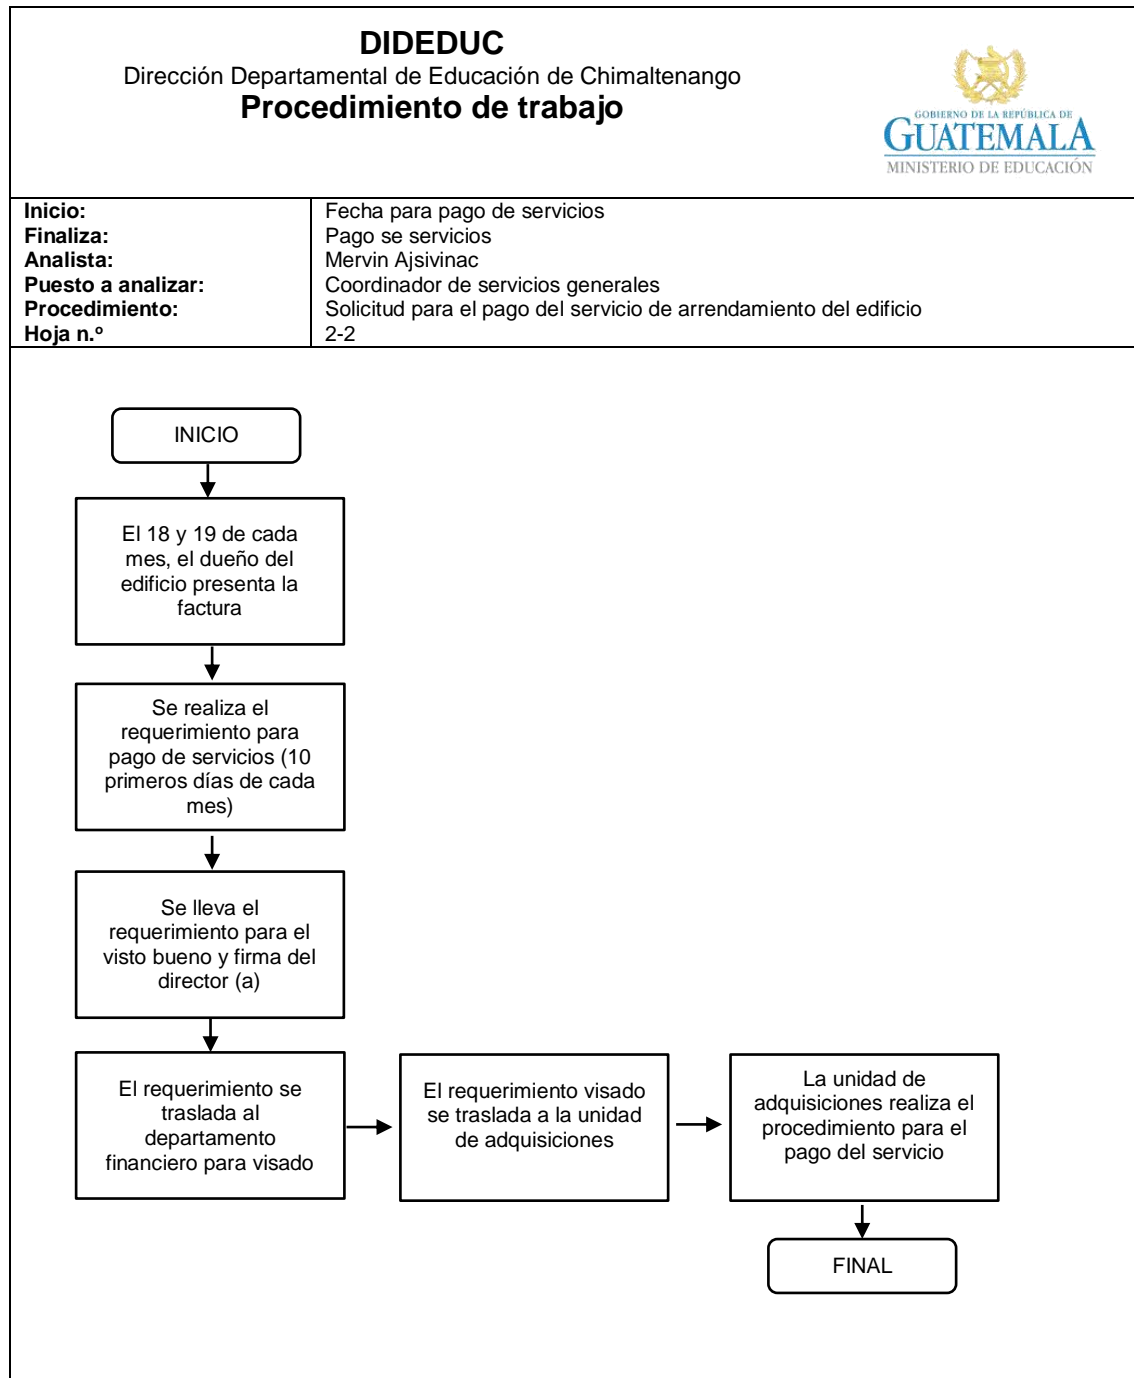 DIDEDUC
Dirección Departamental de Educación de Chimaltenango
Procedimiento de trabajo
GOBIERNO DE LA REPÚBLICA DE
GUATEMALA
MINISTERIO DE EDUCACIÓN
Inicio: Fecha para pago de servicios
Finaliza: Pago se servicios
Analista: Mervin Ajsivinac
Puesto a analizar: Coordinador de servicios generales
Procedimiento: Solicitud para el pago del servicio de arrendamiento del edificio
Hoja n.º 2-2
INICIO
El 18 y 19 de cada
mes, el dueño del
edificio presenta la
factura
Se realiza el
requerimiento para
pago de servicios (10
primeros días de cada
mes)
Se lleva el
requerimiento para el
visto bueno y firma del
director (a)
El requerimiento se
traslada al
departamento
financiero para visado
El requerimiento visado
se traslada a la unidad
de adquisiciones
La unidad de
adquisiciones realiza el
procedimiento para el
pago del servicio
FINAL